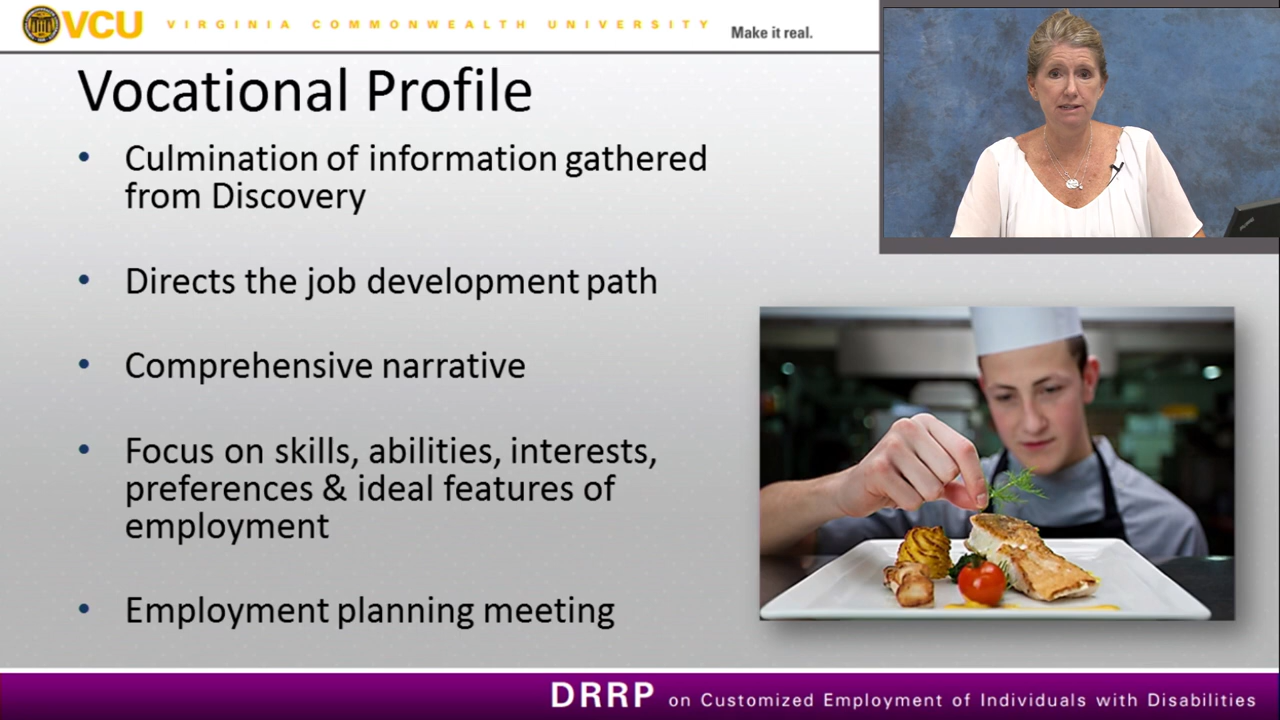 VCU VIRGINIA COMMONWEALTH UNIVERSITY Make it real.
Vocational Profile
• Culmination of information gathered
from Discovery
• Directs the job development path
• Comprehensive narrative
• Focus on skills, abilities, interests,
preferences & ideal features of
employment
• Employment planning meeting
DRRP on Customized Employment of Individuals with Disabilities